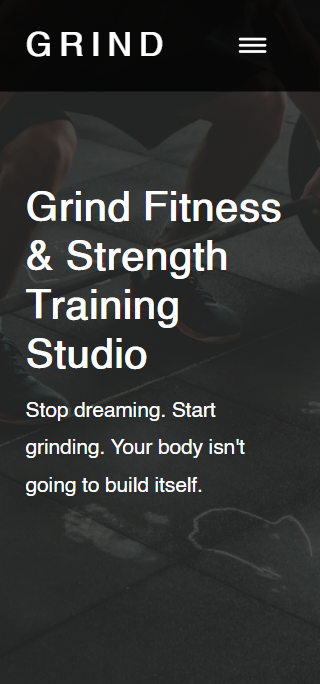 GRIND
Grind Fitness
& Strength
Training
Studio
Stop dreaming. Start
grinding. Your body isn't
going to build itself.